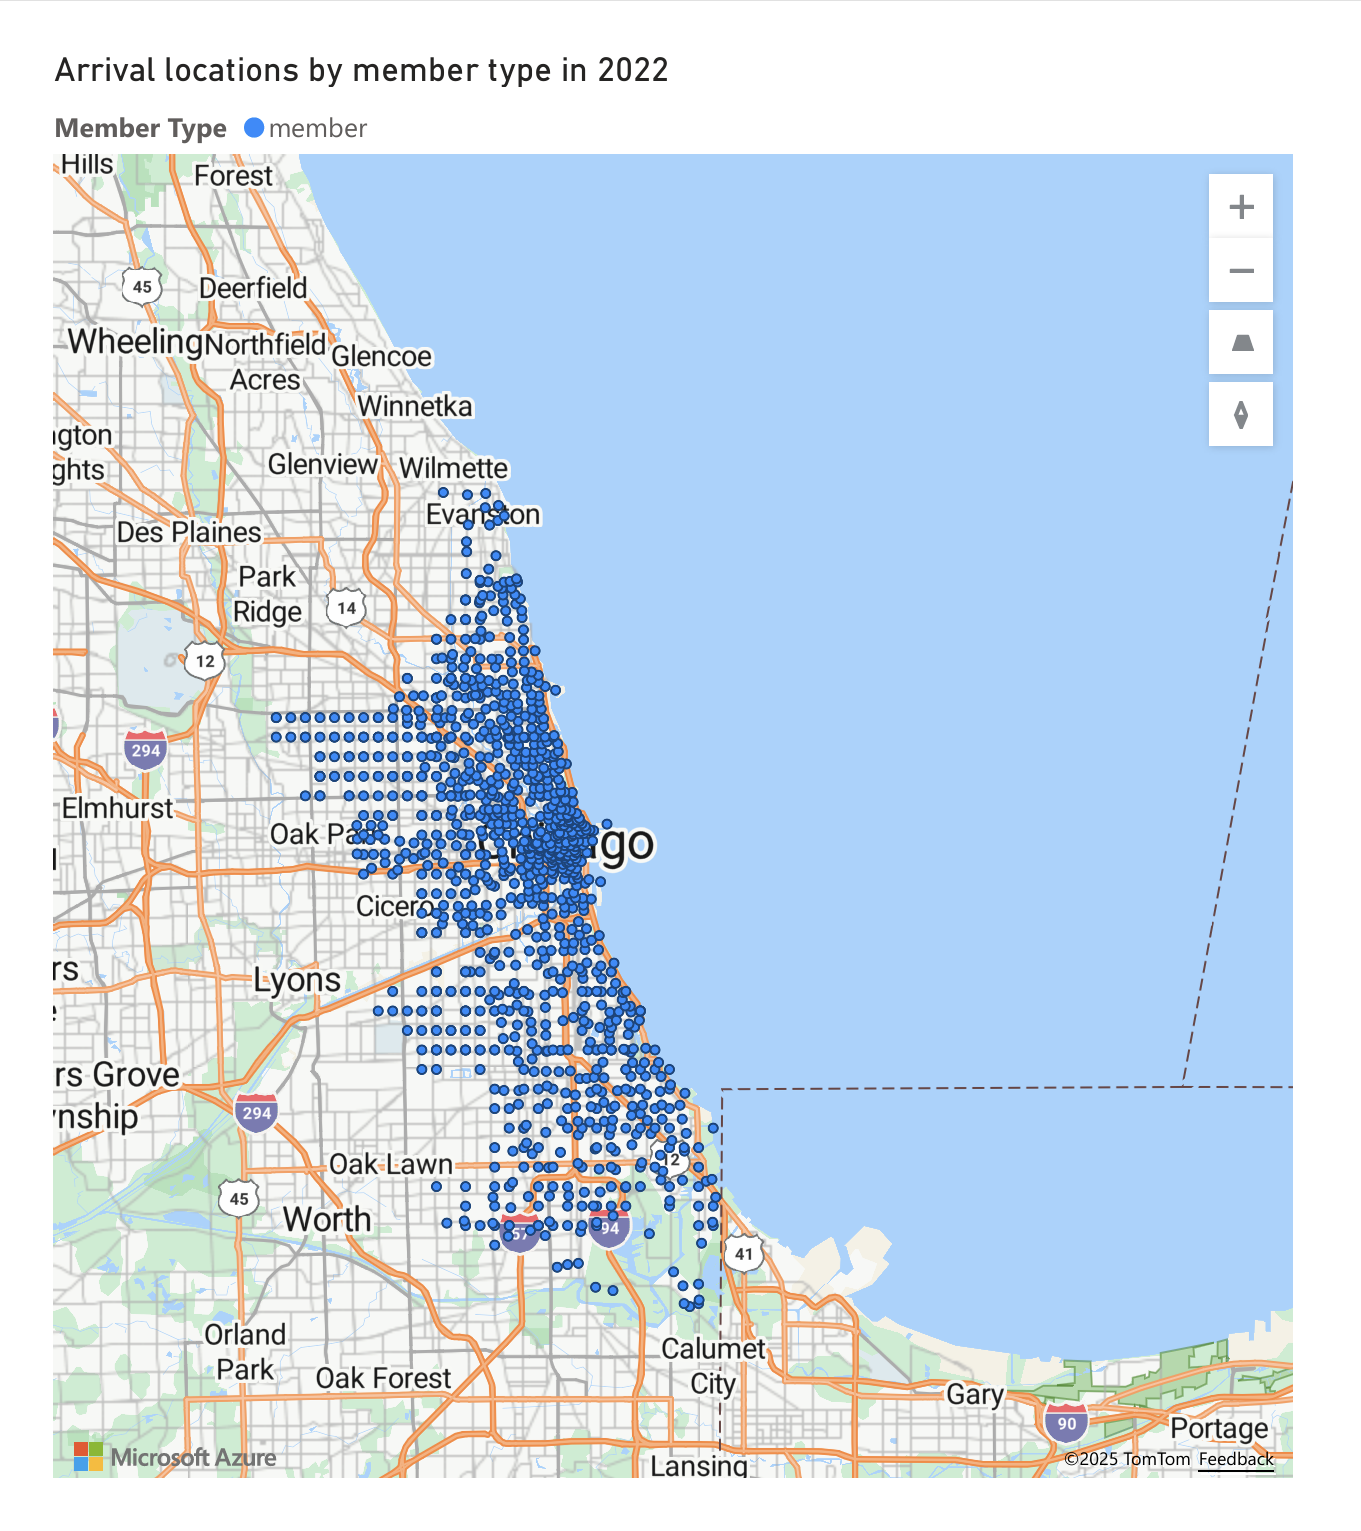 Arrival locations by member type in 2022
Member Type member
Hills
Forest
45
Deerfield
Wheeling
Northfield
Acres
Glencoe
Winnetka
gton
ghts
Glenview
Wilmette
Evanston
Des Plaines
Park
Ridge
14
12
294
Elmhurst
Oak Pa
go
Cicero
rs
Lyons
rs Grove
nship
294
Oak Lawn
12
45
Worth
57
94
41
Orland
Park
Calumet
City
Oak Forest
Gary
90
Portage
Microsoft Azure
©2025 TomTom Feedback
Lansing